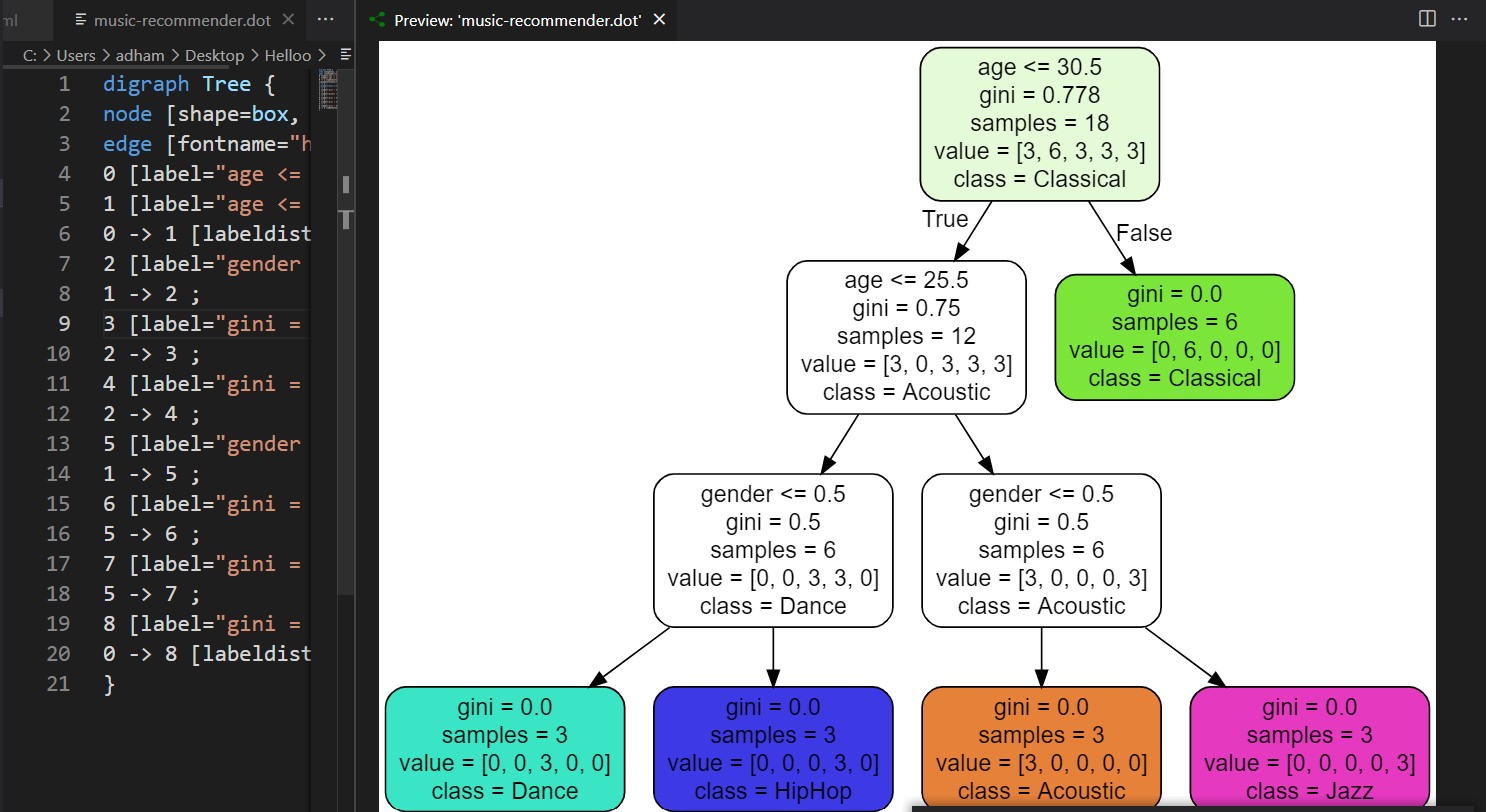 ml
music-recommender.dot
Preview: 'music-recommender.dot'
C: > Users > adham > Desktop > Helloo >
1 digraph Tree {
2 node [shape=box,
3 edge [fontname="h
4 0 [label="age <=
5 1 [label="age <=
6 0 -> 1 [labeldist
7 2 [label="gender
8 1 -> 2 ;
9 3 [label="gini =
10 2 -> 3 ;
11 4 [label="gini =
12 2 -> 4 ;
13 5 [label="gender
14 1 -> 5 ;
15 6 [label="gini =
16 5 -> 6 ;
17 7 [label="gini =
18 5 -> 7 ;
19 8 [label="gini =
20 0 -> 8 [labeldist
21 }
age <= 30.5
gini = 0.778
samples = 18
value = [3, 6, 3, 3, 3]
class = Classical
True
False
age <= 25.5
gini = 0.75
samples = 12
value = [3, 0, 3, 3, 3]
class = Acoustic
gini = 0.0
samples = 6
value = [0, 6, 0, 0, 0]
class = Classical
gender <= 0.5
gini = 0.5
samples = 6
value = [0, 0, 3, 3, 0]
class = Dance
gender <= 0.5
gini = 0.5
samples = 6
value = [3, 0, 0, 0, 3]
class = Acoustic
gini = 0.0
samples = 3
value = [0, 0, 3, 0, 0]
class = Dance
gini = 0.0
samples = 3
value = [0, 0, 0, 3, 0]
class = HipHop
gini = 0.0
samples = 3
value = [3, 0, 0, 0, 0]
class = Acoustic
gini = 0.0
samples = 3
value = [0, 0, 0, 0, 3]
class = Jazz